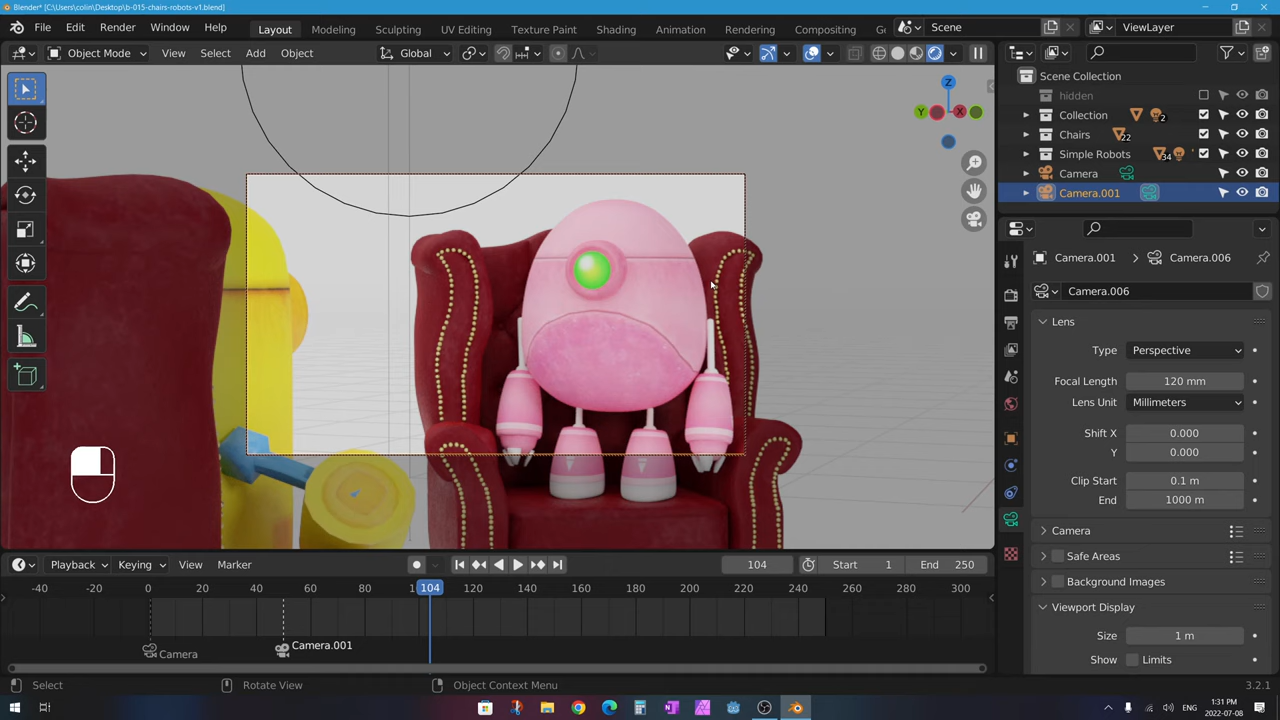 Blender* [C:\Users\colin\Desktop\b-015-chairs-robots-v1.blend]
File Edit Render Window Help Layout Modeling Sculpting UV Editing Texture Paint Shading Animation Rendering Compositing Scene ViewLayer
Object Mode View Select Add Object Global
Scene Collection
hidden
Collection 2
Chairs 22
Simple Robots 34
Camera
Camera.001
Z
Y X
Camera.001 > Camera.006
Camera.006
Lens
Type Perspective
Focal Length 120 mm
Lens Unit Millimeters
Shift X 0.000
Y 0.000
Clip Start 0.1 m
End 1000 m
Camera
Safe Areas
Background Images
Viewport Display
Size 1 m
Show Limits
Playback Keying View Marker 104 Start 1 End 250
-40 -20 0 20 40 60 80 104 120 140 160 180 200 220 240 260 280 300
Camera.001
Camera
Select Rotate View Object Context Menu 3.2.1
ENG 1:31 PM
2022-07-08